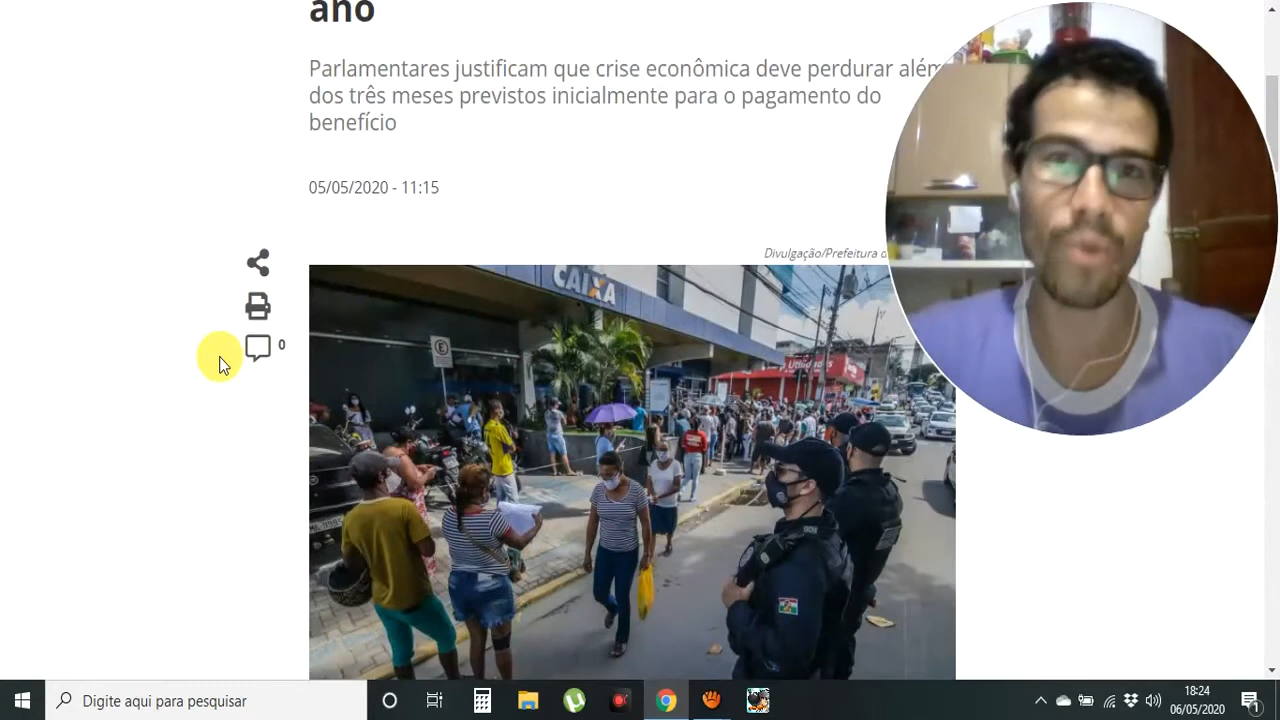 ano
Parlamentares justificam que crise econômica deve perdurar além
dos três meses previstos inicialmente para o pagamento do
benefício
05/05/2020 - 11:15
Divulgação/Prefeitura
0
CAIXA
E
Digite aqui para pesquisar
18:24
06/05/2020
1